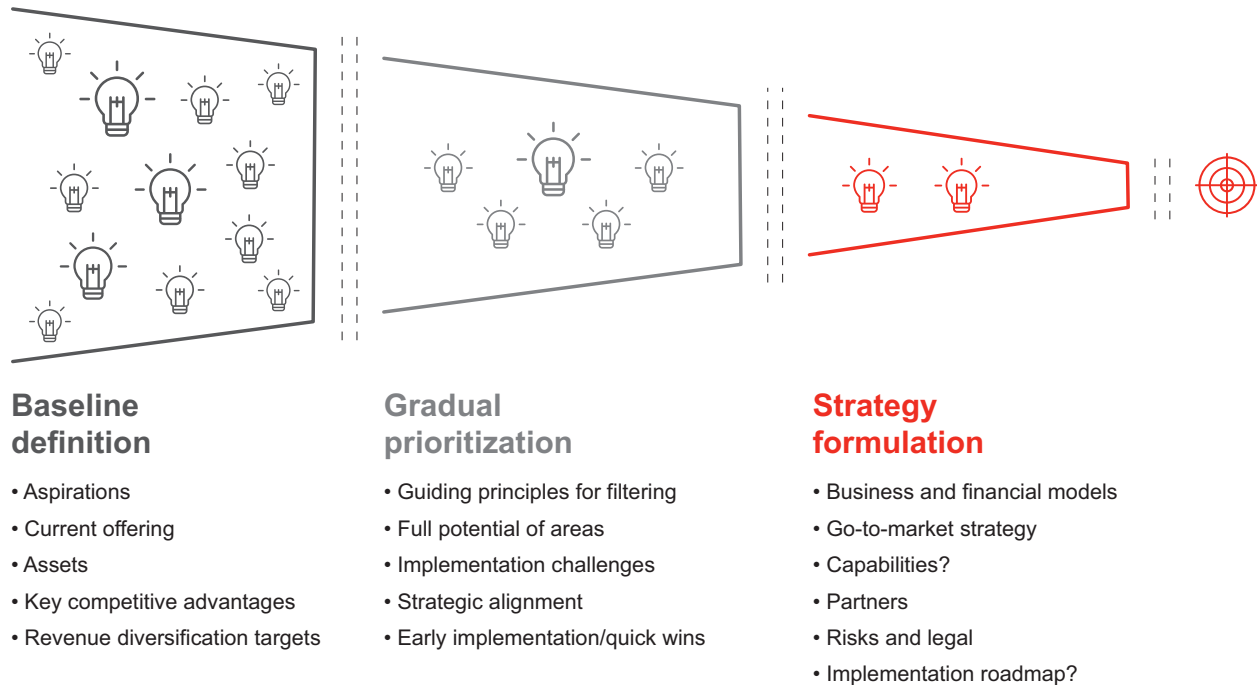 Baseline
definition
• Aspirations
• Current offering
• Assets
• Key competitive advantages
• Revenue diversification targets
Gradual
prioritization
• Guiding principles for filtering
• Full potential of areas
• Implementation challenges
• Strategic alignment
• Early implementation/quick wins
Strategy
formulation
• Business and financial models
• Go-to-market strategy
• Capabilities?
• Partners
• Risks and legal
• Implementation roadmap?